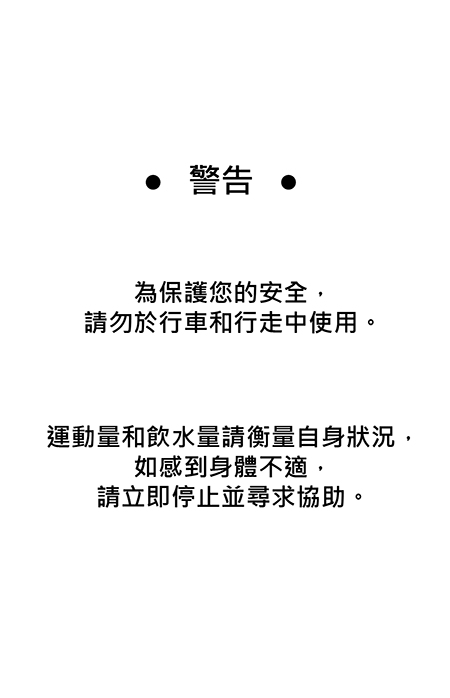 ● 警告 ●
為保護您的安全，
請勿於行車和行走中使用。
運動量和飲水量請衡量自身狀況，
如感到身體不適，
請立即停止並尋求協助。